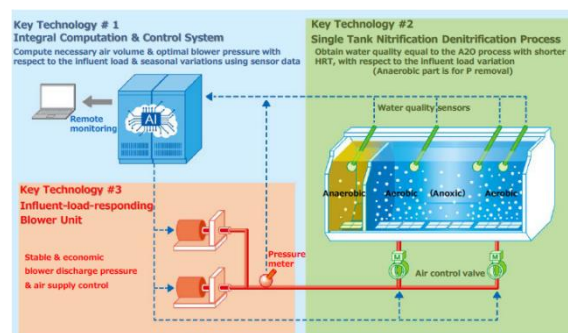 Key Technology # 1
Integral Computation & Control System
Compute necessary air volume & optimal blower pressure with
respect to the influent load & seasonal variations using sensor data
Remote
monitoring
AI
Key Technology #2
Single Tank Nitrification Denitrification Process
Obtain water quality equal to the A2O process with shorter
HRT, with respect to the influent load variation
(Anaerobic part is for P removal)
Water quality sensors
Anaerobic
Aerobic
(Anoxic)
Aerobic
Key Technology #3
Influent-load-responding
Blower Unit
Stable & economic
blower discharge pressure
& air supply control
Pressure
meter
M
Air control valve
M